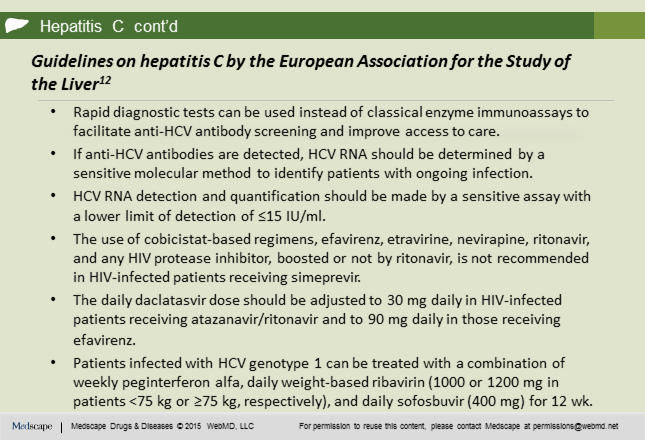 Hepatitis C cont'd
Guidelines on hepatitis C by the European Association for the Study of
the Liver12
• Rapid diagnostic tests can be used instead of classical enzyme immunoassays to
facilitate anti-HCV antibody screening and improve access to care.
• If anti-HCV antibodies are detected, HCV RNA should be determined by a
sensitive molecular method to identify patients with ongoing infection.
• HCV RNA detection and quantification should be made by a sensitive assay with
a lower limit of detection of ≤15 IU/ml.
• The use of cobicistat-based regimens, efavirenz, etravirine, nevirapine, ritonavir,
and any HIV protease inhibitor, boosted or not by ritonavir, is not recommended
in HIV-infected patients receiving simeprevir.
• The daily daclatasvir dose should be adjusted to 30 mg daily in HIV-infected
patients receiving atazanavir/ritonavir and to 90 mg daily in those receiving
efavirenz.
• Patients infected with HCV genotype 1 can be treated with a combination of
weekly peginterferon alfa, daily weight-based ribavirin (1000 or 1200 mg in
patients <75 kg or ≥75 kg, respectively), and daily sofosbuvir (400 mg) for 12 wk.
Medscape | Medscape Drugs & Diseases © 2015 WebMD, LLC For permission to reuse this content, please contact Medscape at permissions@webmd.net